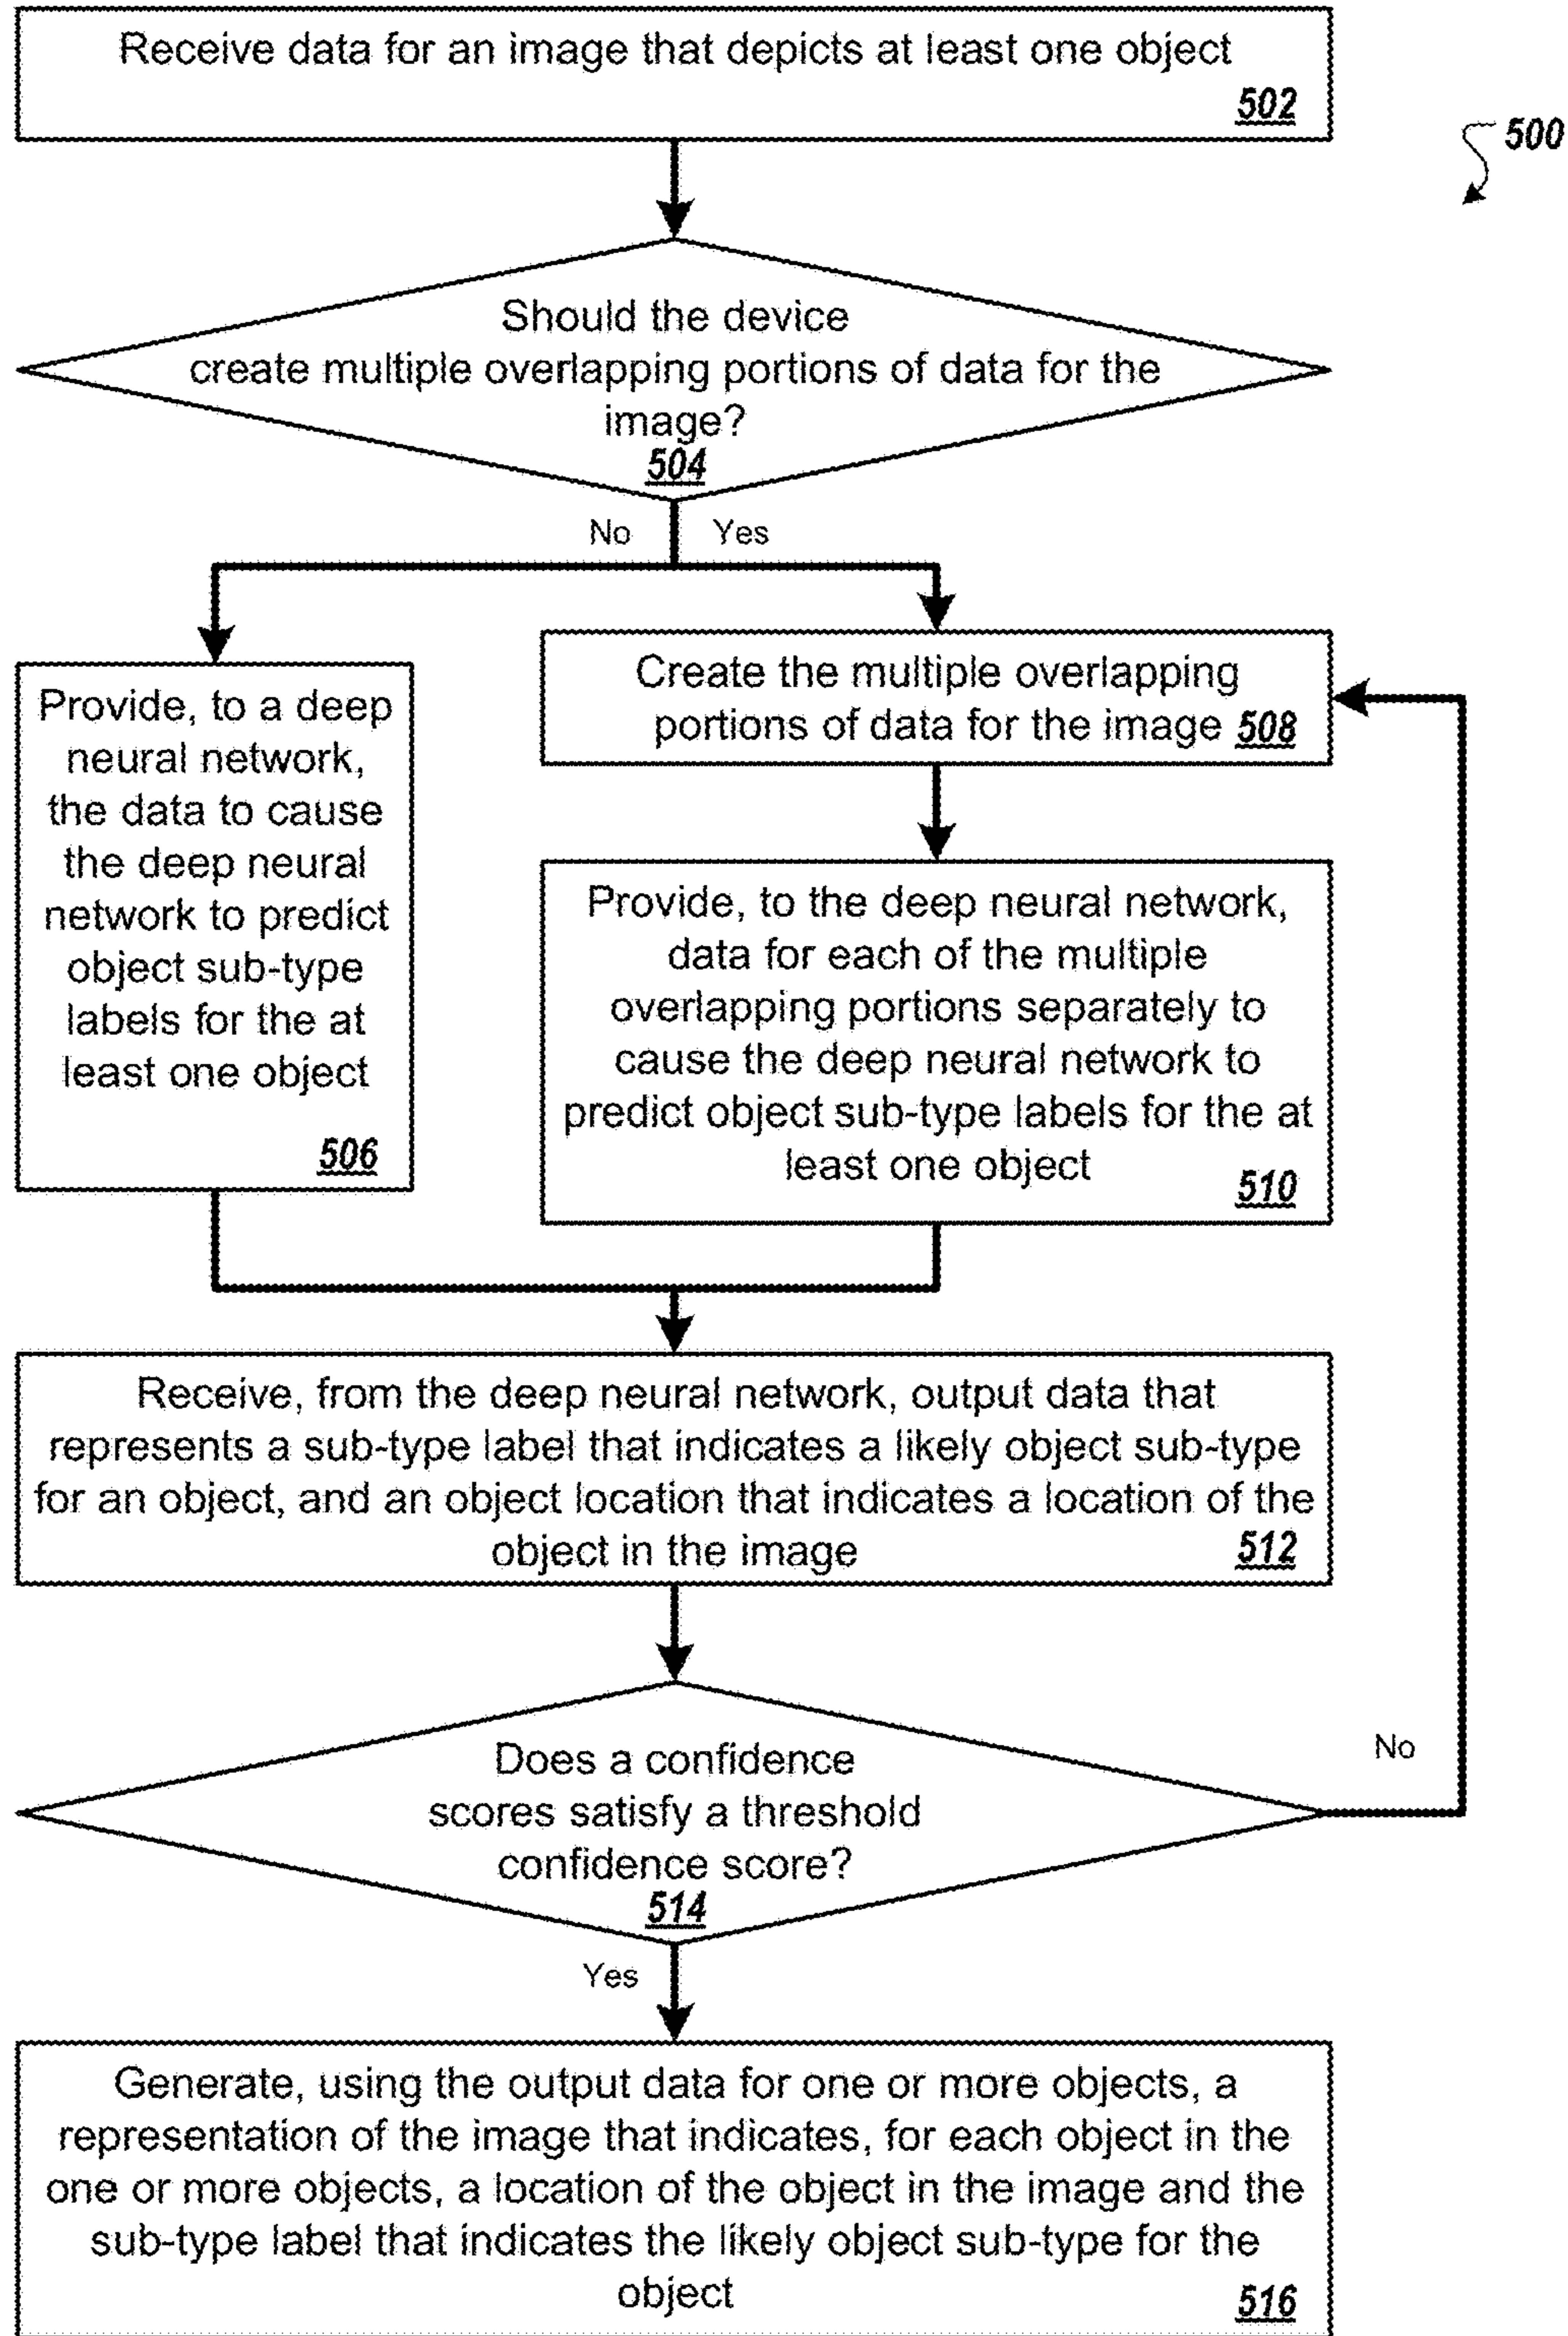 Receive data for an image that depicts at least one object
502
500
Should the device
create multiple overlapping portions of data for the
image?
504
No
Yes
Provide, to a deep
neural network,
the data to cause
the deep neural
network to predict
object sub-type
labels for the at
least one object
506
Create the multiple overlapping
portions of data for the image 508
Provide, to the deep neural network,
data for each of the multiple
overlapping portions separately to
cause the deep neural network to
predict object sub-type labels for the at
least one object
510
Receive, from the deep neural network, output data that
represents a sub-type label that indicates a likely object sub-type
for an object, and an object location that indicates a location of the
object in the image
512
Does a confidence
scores satisfy a threshold
confidence score?
514
No
Yes
Generate, using the output data for one or more objects, a
representation of the image that indicates, for each object in the
one or more objects, a location of the object in the image and the
sub-type label that indicates the likely object sub-type for the
object
516